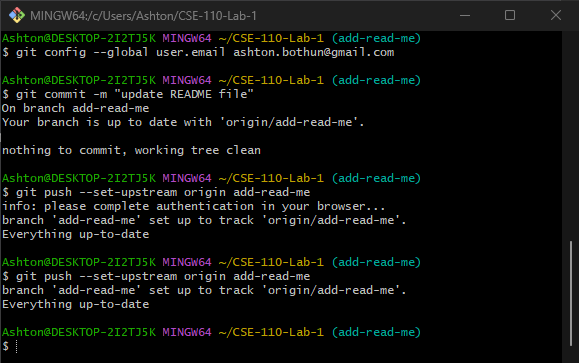 MINGW64:/c/Users/Ashton/CSE-110-Lab-1
Ashton@DESKTOP-2I2TJ5K MINGW64 ~/CSE-110-Lab-1 (add-read-me)
$ git config --global user.email ashton.bothun@gmail.com
Ashton@DESKTOP-2I2TJ5K MINGW64 ~/CSE-110-Lab-1 (add-read-me)
$ git commit -m "update README file"
On branch add-read-me
Your branch is up to date with 'origin/add-read-me'.
nothing to commit, working tree clean
Ashton@DESKTOP-2I2TJ5K MINGW64 ~/CSE-110-Lab-1 (add-read-me)
$ git push --set-upstream origin add-read-me
info: please complete authentication in your browser...
branch 'add-read-me' set up to track 'origin/add-read-me'.
Everything up-to-date
Ashton@DESKTOP-2I2TJ5K MINGW64 ~/CSE-110-Lab-1 (add-read-me)
$ git push --set-upstream origin add-read-me
branch 'add-read-me' set up to track 'origin/add-read-me'.
Everything up-to-date
Ashton@DESKTOP-2I2TJ5K MINGW64 ~/CSE-110-Lab-1 (add-read-me)
$